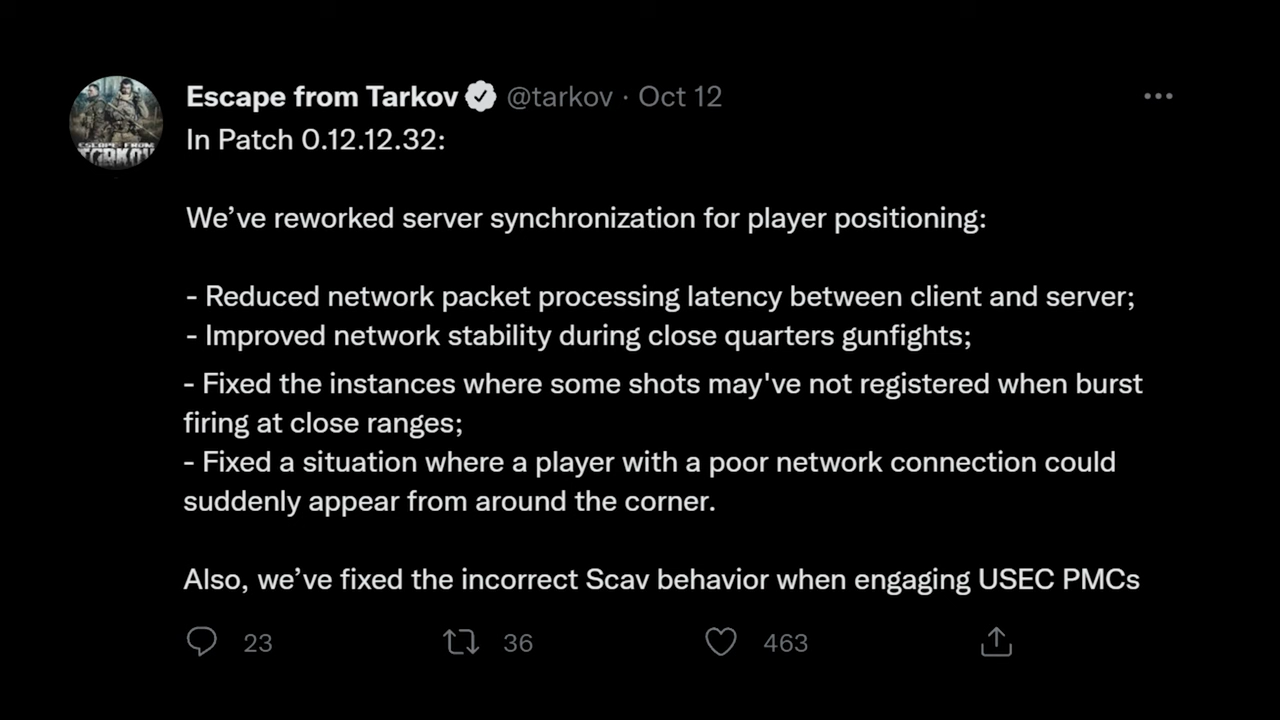 Escape from Tarkov @tarkov · Oct 12
In Patch 0.12.12.32:
We’ve reworked server synchronization for player positioning:
- Reduced network packet processing latency between client and server;
- Improved network stability during close quarters gunfights;
- Fixed the instances where some shots may've not registered when burst
firing at close ranges;
- Fixed a situation where a player with a poor network connection could
suddenly appear from around the corner.
Also, we’ve fixed the incorrect Scav behavior when engaging USEC PMCs
23 36 463
ESCAPE FROM
TARKOV